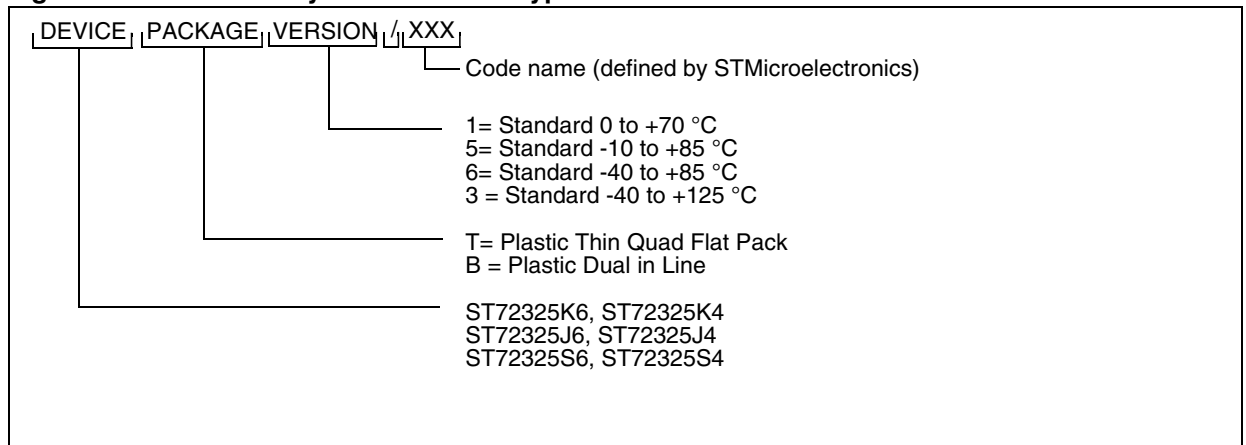 DEVICE PACKAGE VERSION / XXX
Code name (defined by STMicroelectronics)
1= Standard 0 to +70 °C
5= Standard -10 to +85 °C
6= Standard -40 to +85 °C
3 = Standard -40 to +125 °C
T= Plastic Thin Quad Flat Pack
B = Plastic Dual in Line
ST72325K6, ST72325K4
ST72325J6, ST72325J4
ST72325S6, ST72325S4